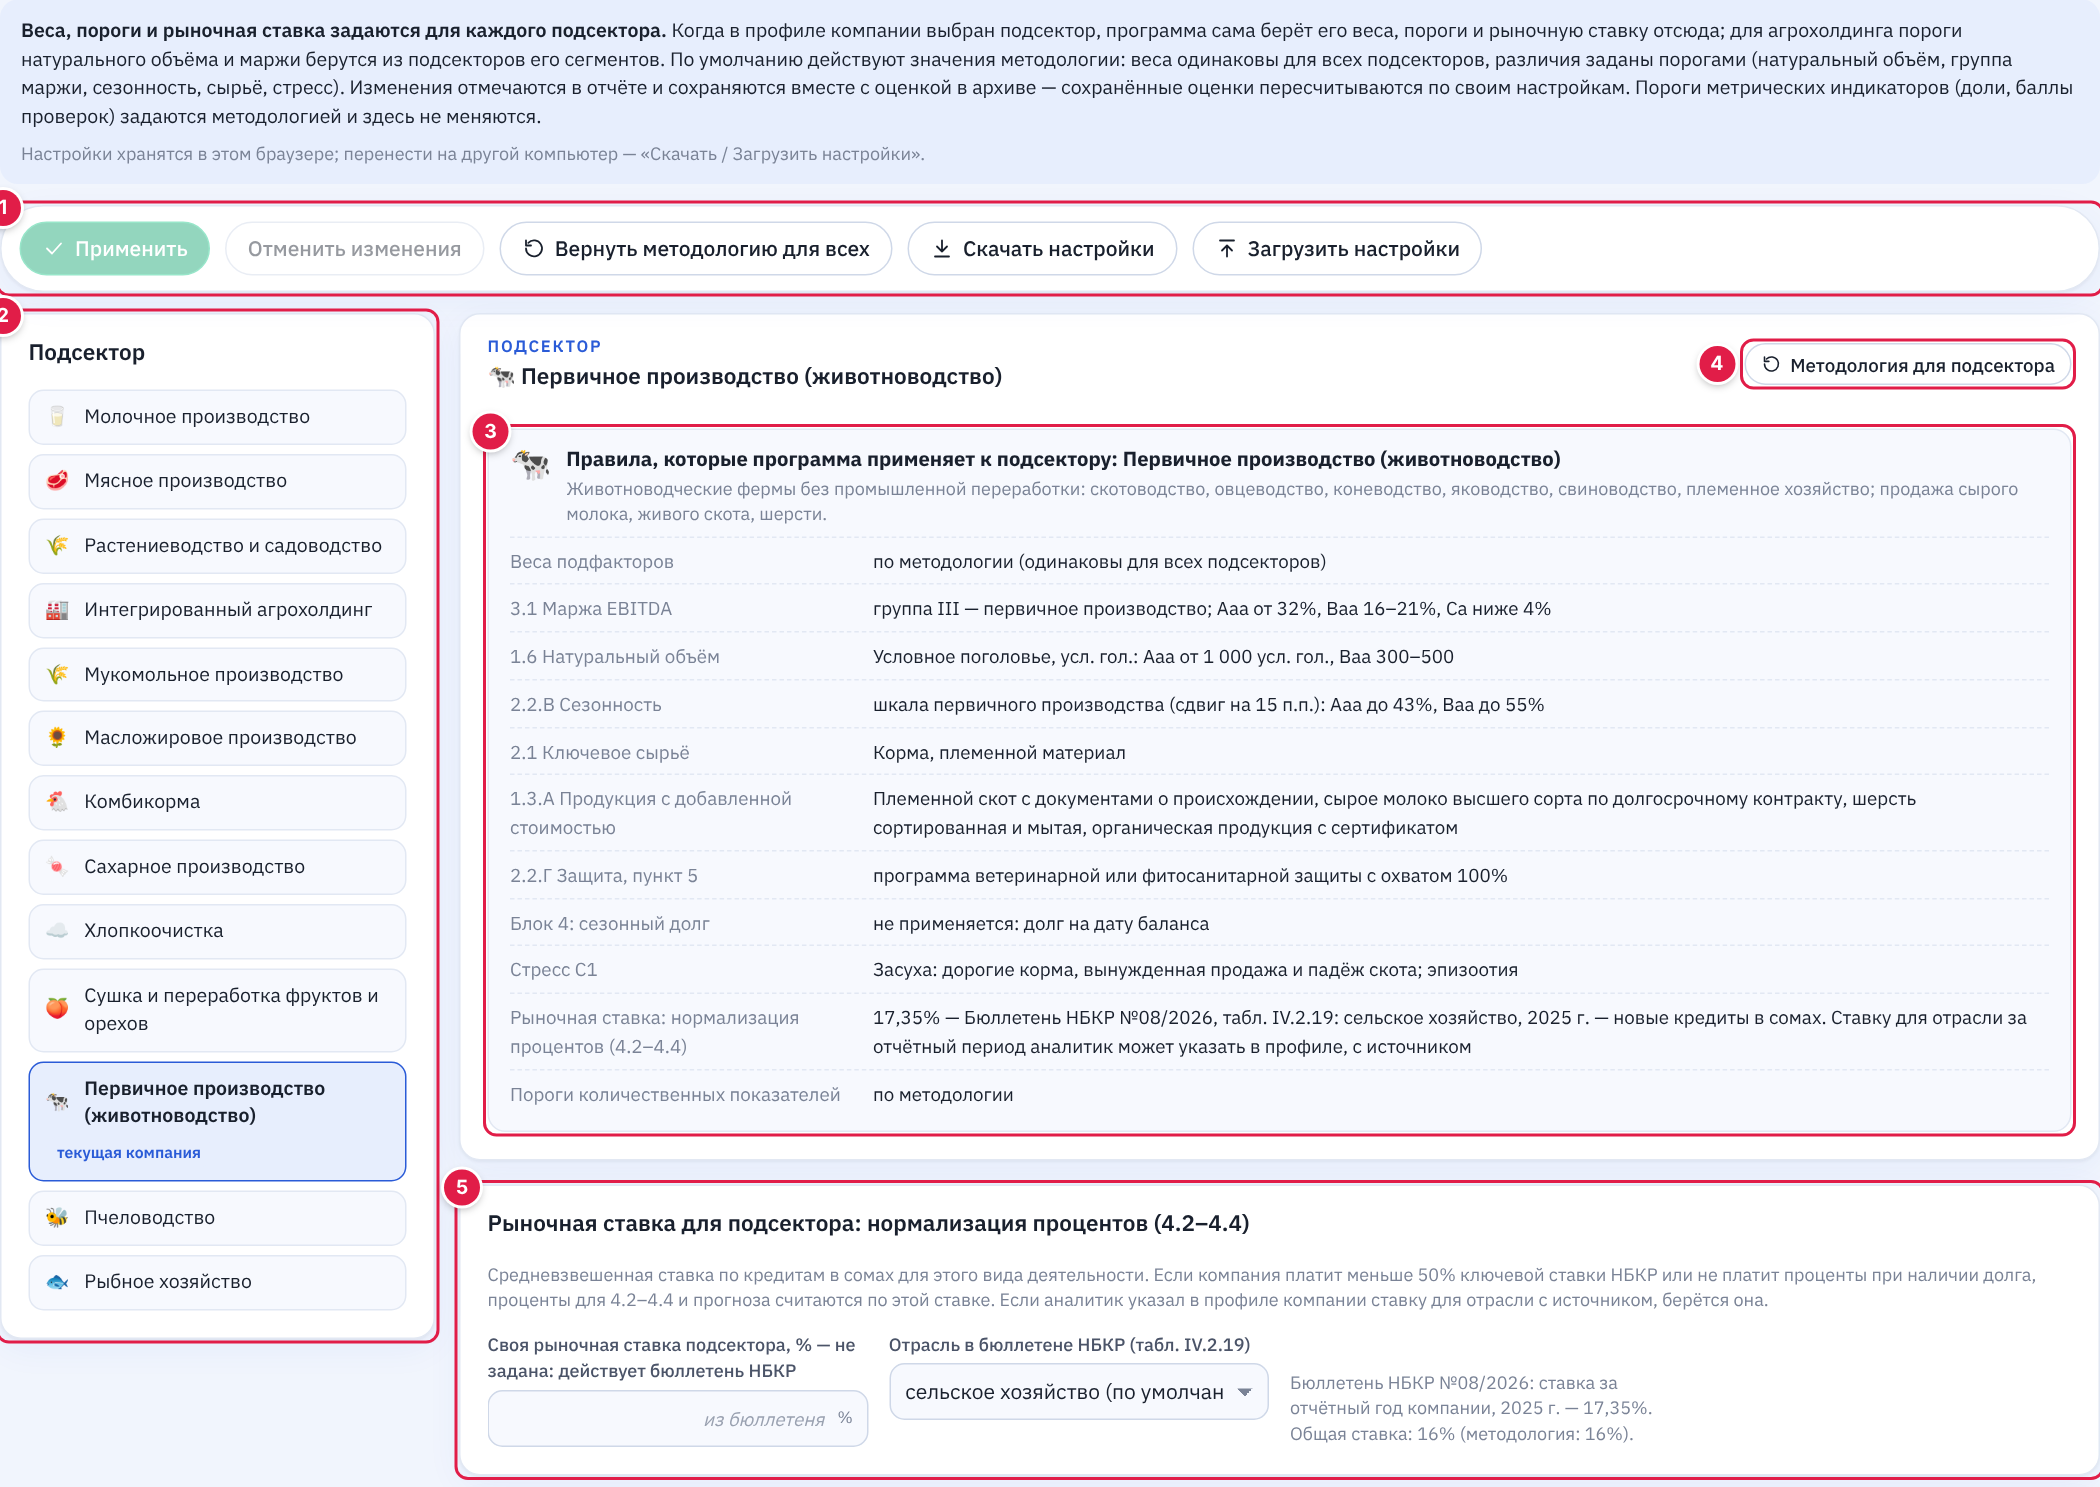 Веса, пороги и рыночная ставка задаются для каждого подсектора. Когда в профиле компании выбран подсектор, программа сама берёт его веса, пороги и рыночную ставку отсюда; для агрохолдинга пороги
натурального объёма и маржи берутся из подсекторов его сегментов. По умолчанию действуют значения методологии: веса одинаковы для всех подсекторов, различия заданы порогами (натуральный объём, группа
маржи, сезонность, сырьё, стресс). Изменения отмечаются в отчёте и сохраняются вместе с оценкой в архиве — сохранённые оценки пересчитываются по своим настройкам. Пороги метрических индикаторов (доли, баллы
проверок) задаются методологией и здесь не меняются.
Настройки хранятся в этом браузере; перенести на другой компьютер — «Скачать / Загрузить настройки».
1
Применить
Отменить изменения
Вернуть методологию для всех
Скачать настройки
Загрузить настройки
2
Подсектор
Молочное производство
Мясное производство
Растениеводство и садоводство
Интегрированный агрохолдинг
Мукомольное производство
Масложировое производство
Комбикорма
Сахарное производство
Хлопкоочистка
Сушка и переработка фруктов и
орехов
Первичное производство
(животноводство)
текущая компания
Пчеловодство
Рыбное хозяйство
ПОДСЕКТОР
Первичное производство (животноводство)
4
Методология для подсектора
3
Правила, которые программа применяет к подсектору: Первичное производство (животноводство)
Животноводческие фермы без промышленной переработки: скотоводство, овцеводство, коневодство, яководство, свиноводство, племенное хозяйство; продажа сырого
молока, живого скота, шерсти.
Веса подфакторов
по методологии (одинаковы для всех подсекторов)
3.1 Маржа EBITDA
группа III — первичное производство; Aaa от 32%, Baa 16–21%, Ca ниже 4%
1.6 Натуральный объём
Условное поголовье, усл. гол.: Aaa от 1 000 усл. гол., Baa 300–500
2.2.В Сезонность
шкала первичного производства (сдвиг на 15 п.п.): Aaa до 43%, Baa до 55%
2.1 Ключевое сырьё
Корма, племенной материал
1.3.А Продукция с добавленной
стоимостью
Племенной скот с документами о происхождении, сырое молоко высшего сорта по долгосрочному контракту, шерсть
сортированная и мытая, органическая продукция с сертификатом
2.2.Г Защита, пункт 5
программа ветеринарной или фитосанитарной защиты с охватом 100%
Блок 4: сезонный долг
не применяется: долг на дату баланса
Стресс С1
Засуха: дорогие корма, вынужденная продажа и падёж скота; эпизоотия
Рыночная ставка: нормализация
процентов (4.2–4.4)
17,35% — Бюллетень НБКР №08/2026, табл. IV.2.19: сельское хозяйство, 2025 г. — новые кредиты в сомах. Ставку для отрасли за
отчётный период аналитик может указать в профиле, с источником
Пороги количественных показателей
по методологии
5
Рыночная ставка для подсектора: нормализация процентов (4.2–4.4)
Средневзвешенная ставка по кредитам в сомах для этого вида деятельности. Если компания платит меньше 50% ключевой ставки НБКР или не платит проценты при наличии долга,
проценты для 4.2–4.4 и прогноза считаются по этой ставке. Если аналитик указал в профиле компании ставку для отрасли с источником, берётся она.
Своя рыночная ставка подсектора, % — не
задана: действует бюллетень НБКР
из бюллетеня %
Отрасль в бюллетене НБКР (табл. IV.2.19)
сельское хозяйство (по умолчан
Бюллетень НБКР №08/2026: ставка за
отчётный год компании, 2025 г. — 17,35%.
Общая ставка: 16% (методология: 16%).